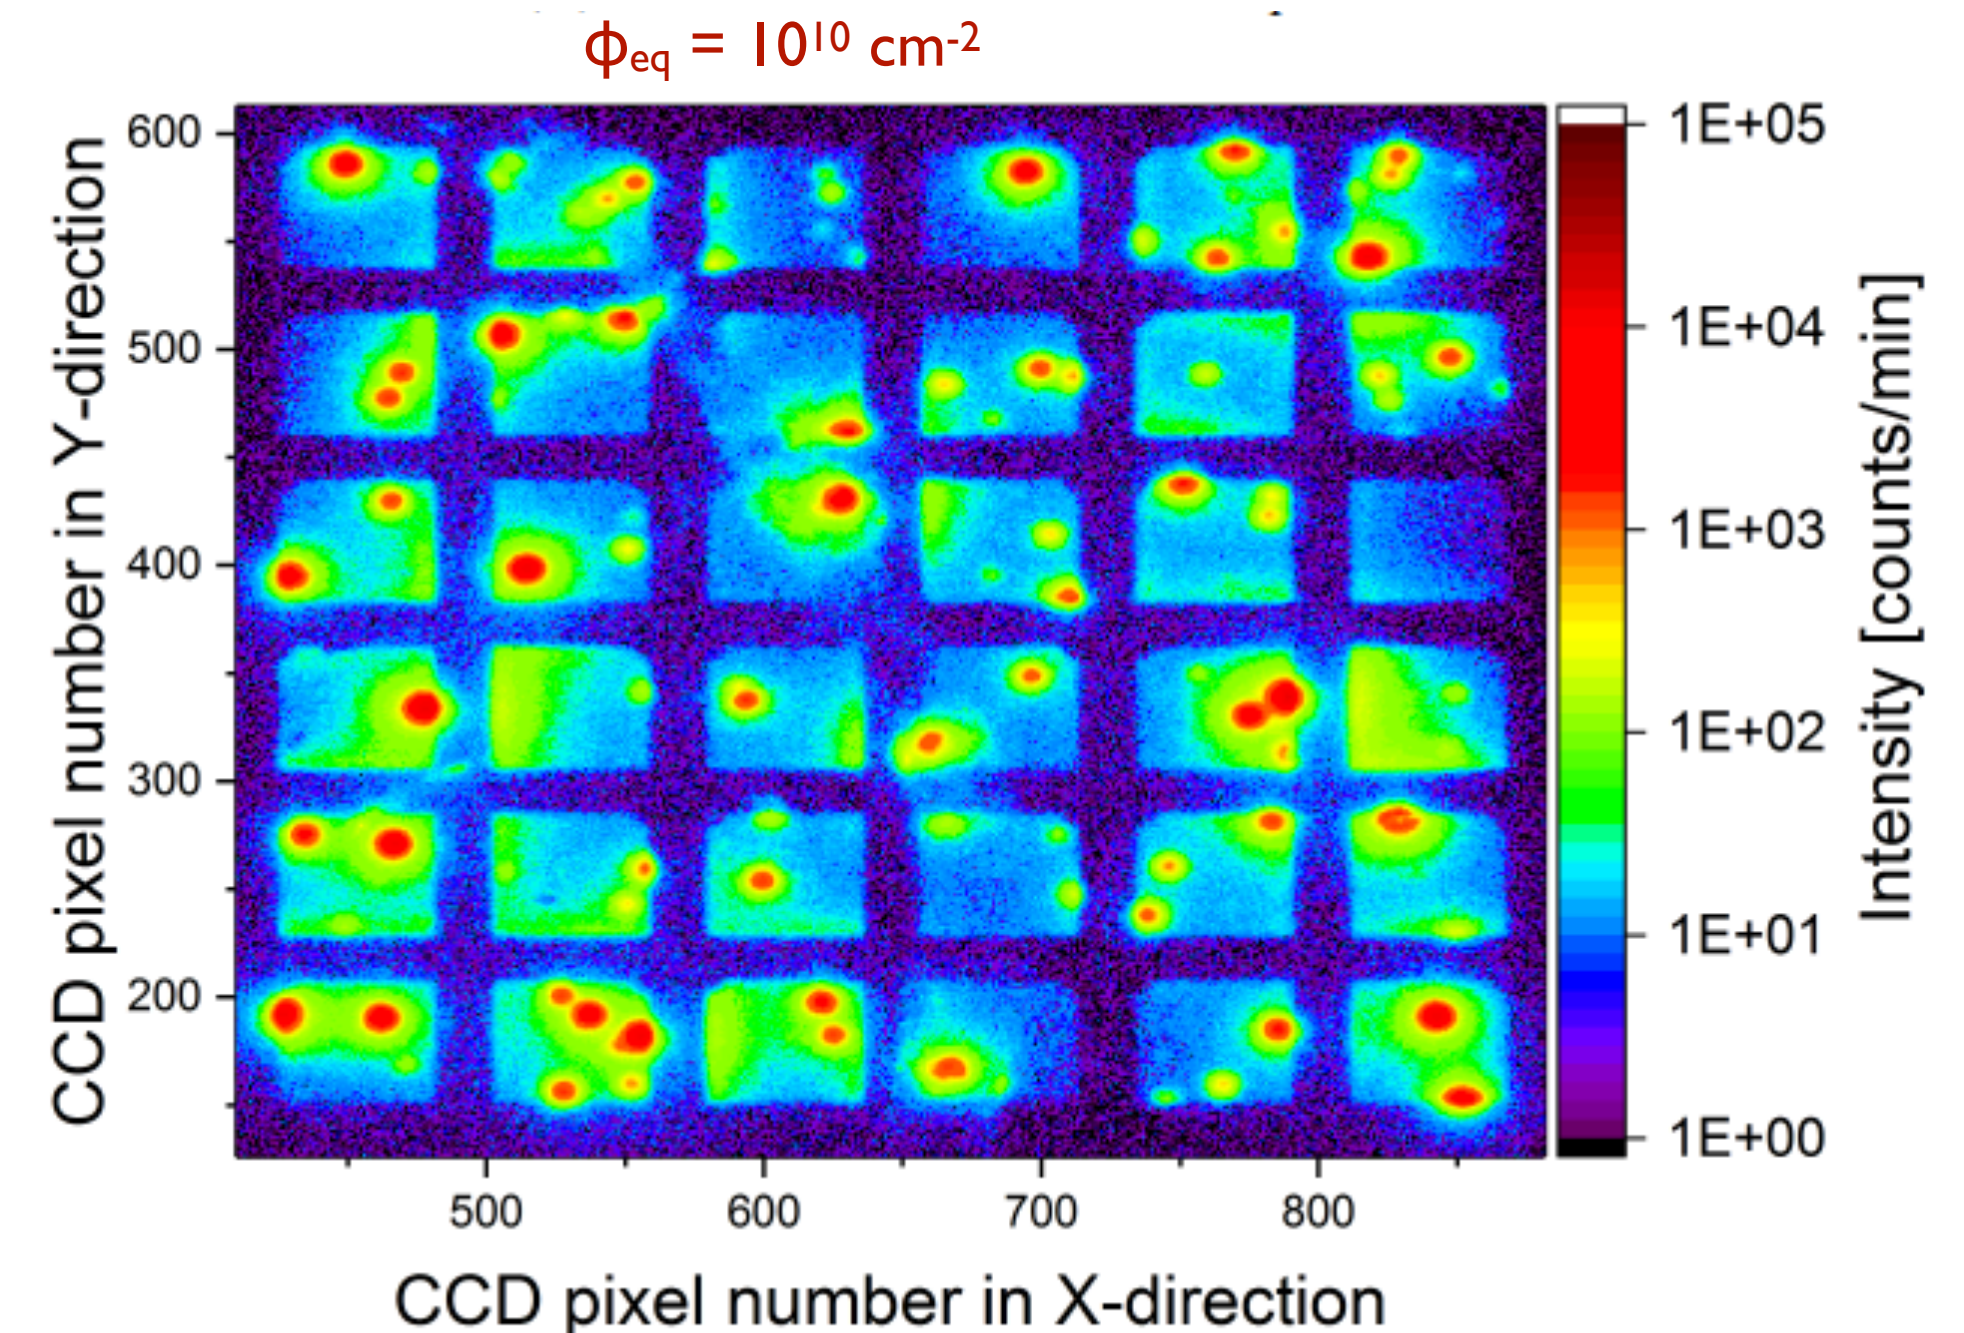 ϕeq = 10¹⁰ cm⁻²
CCD pixel number in Y-direction
600
500
400
300
200
500
600
700
800
CCD pixel number in X-direction
1E+05
1E+04
1E+03
1E+02
1E+01
1E+00
Intensity [counts/min]